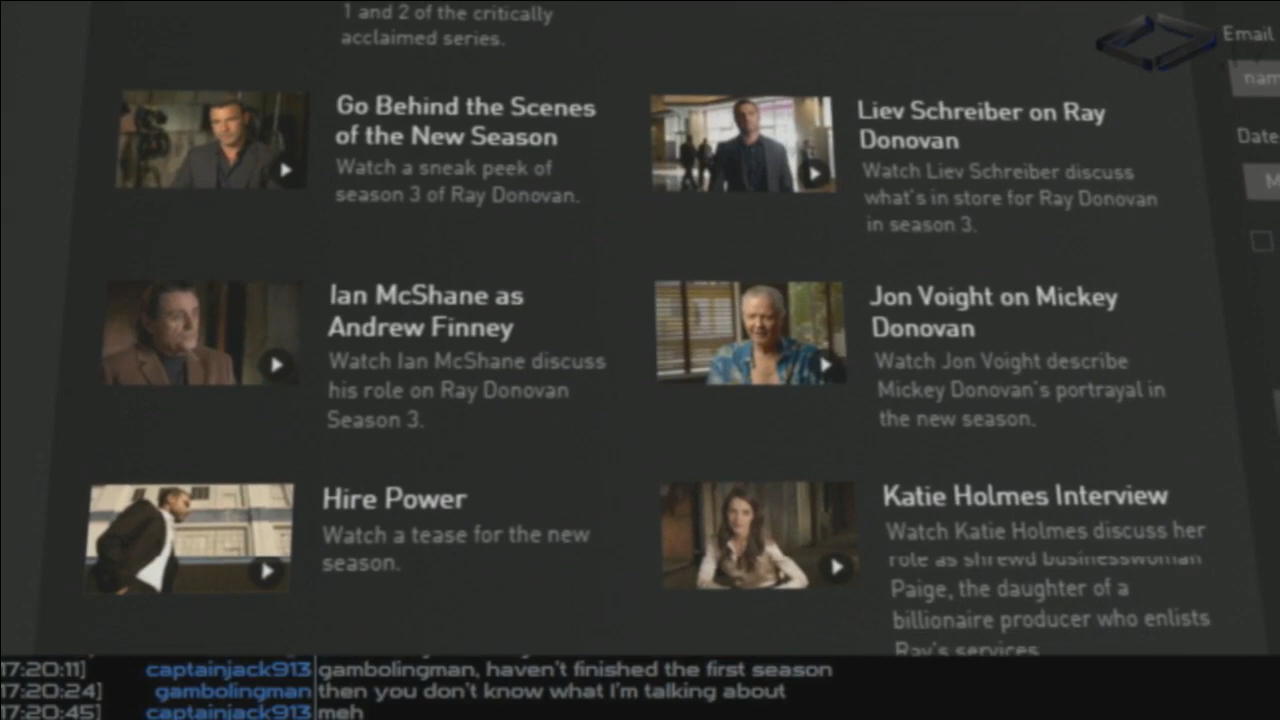 1 and 2 of the critically
acclaimed series.
Go Behind the Scenes
of the New Season
Watch a sneak peek of
season 3 of Ray Donovan.
Liev Schreiber on Ray
Donovan
Watch Liev Schreiber discuss
what's in store for Ray Donovan
in season 3.
Ian McShane as
Andrew Finney
Watch Ian McShane discuss
his role on Ray Donovan
Season 3.
Jon Voight on Mickey
Donovan
Watch Jon Voight describe
Mickey Donovan's portrayal in
the new season.
Hire Power
Watch a tease for the new
season.
Katie Holmes Interview
Watch Katie Holmes discuss her
role as shrewd businesswoman
Paige, the daughter of a
billionaire producer who enlists
Ray's services
Email
nam
Date
17:20:11] captainjack913 gambolingman, haven't finished the first season
17:20:24] gambolingman then you don't know what I'm talking about
17:20:45] captainjack913 meh